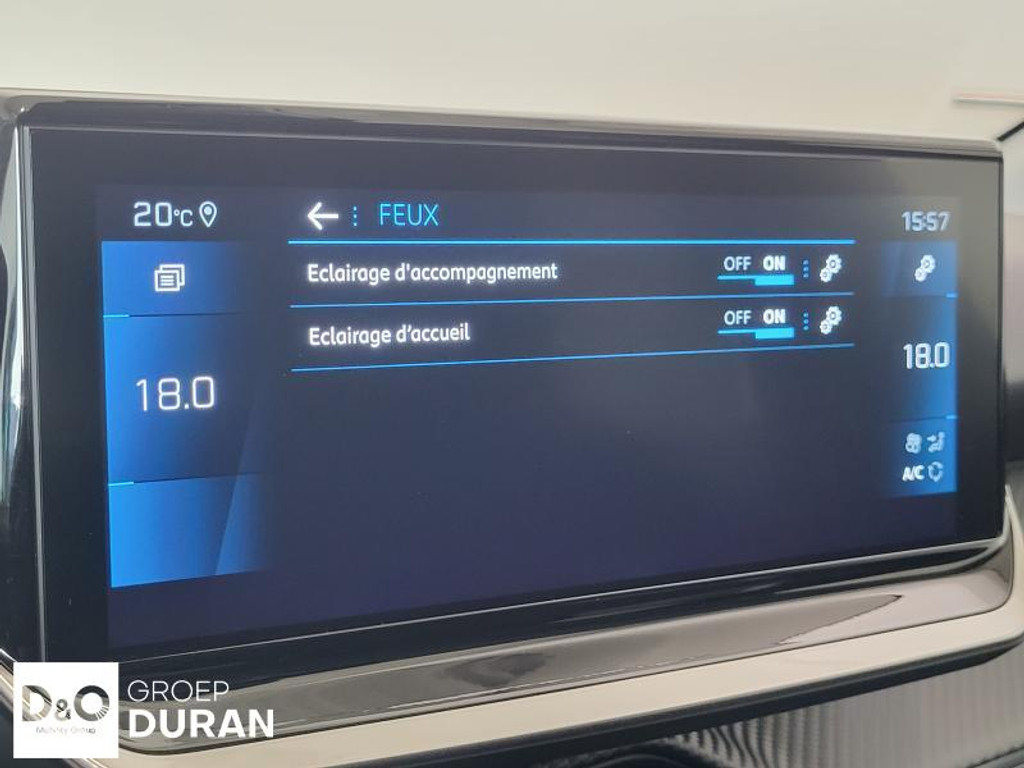 20°C
FEUX
15:57
Eclairage d'accompagnement
OFF ON
Eclairage d'accueil
OFF ON
18.0
18.0
A/C
D&O
GROEP
DURAN